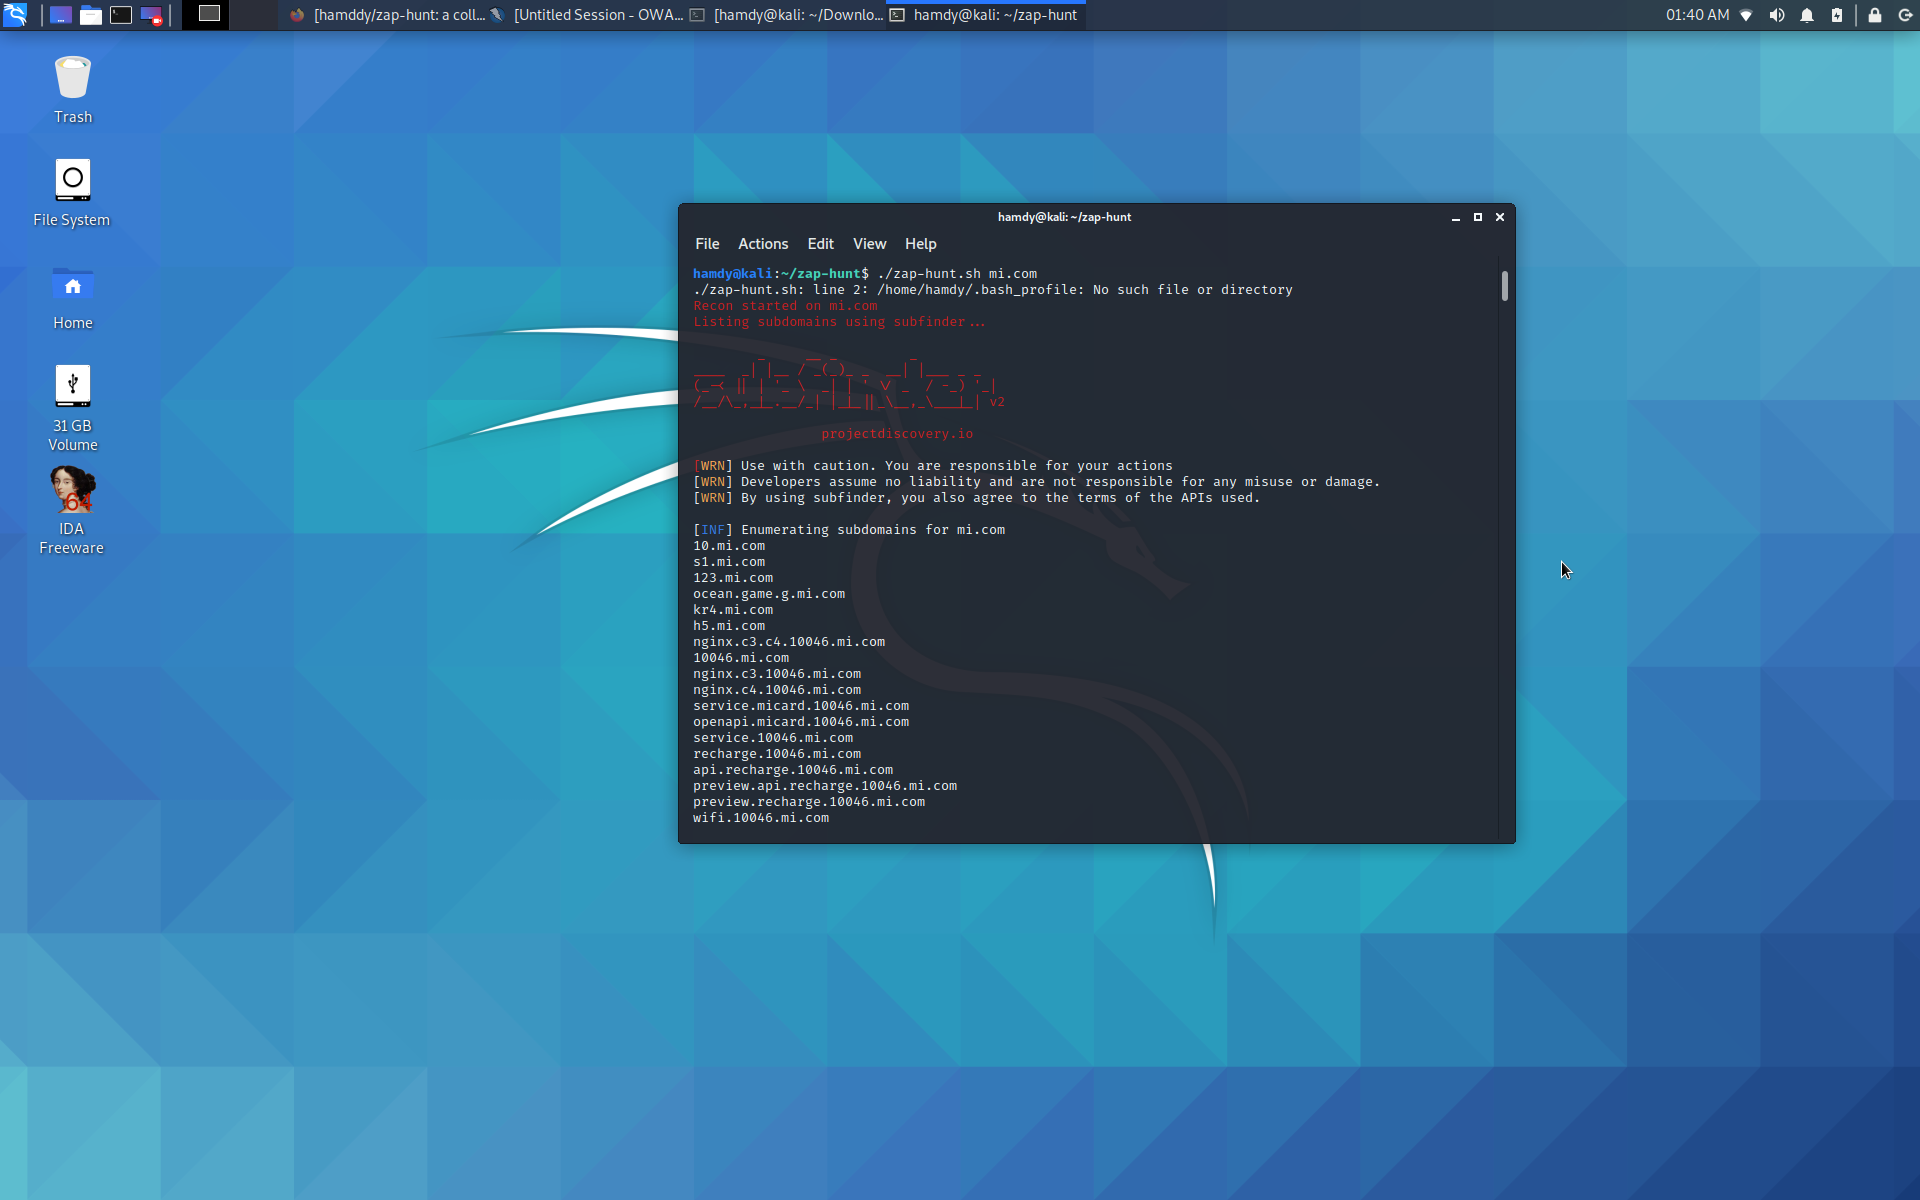 [hamddy/zap-hunt: a coll...
[Untitled Session - OWA...
[hamdy@kali: ~/Downlo...
hamdy@kali: ~/zap-hunt
01:40 AM
Trash
File System
Home
31 GB
Volume
64
IDA
Freeware
hamdy@kali: ~/zap-hunt
File Actions Edit View Help
hamdy@kali:~/zap-hunt$ ./zap-hunt.sh mi.com
./zap-hunt.sh: line 2: /home/hamdy/.bash_profile: No such file or directory
Recon started on mi.com
Listing subdomains using subfinder...
v2
projectdiscovery.io
[WRN] Use with caution. You are responsible for your actions
[WRN] Developers assume no liability and are not responsible for any misuse or damage.
[WRN] By using subfinder, you also agree to the terms of the APIs used.
[INF] Enumerating subdomains for mi.com
10.mi.com
s1.mi.com
123.mi.com
ocean.game.g.mi.com
kr4.mi.com
h5.mi.com
nginx.c3.c4.10046.mi.com
10046.mi.com
nginx.c3.10046.mi.com
nginx.c4.10046.mi.com
service.micard.10046.mi.com
openapi.micard.10046.mi.com
service.10046.mi.com
recharge.10046.mi.com
api.recharge.10046.mi.com
preview.api.recharge.10046.mi.com
preview.recharge.10046.mi.com
wifi.10046.mi.com